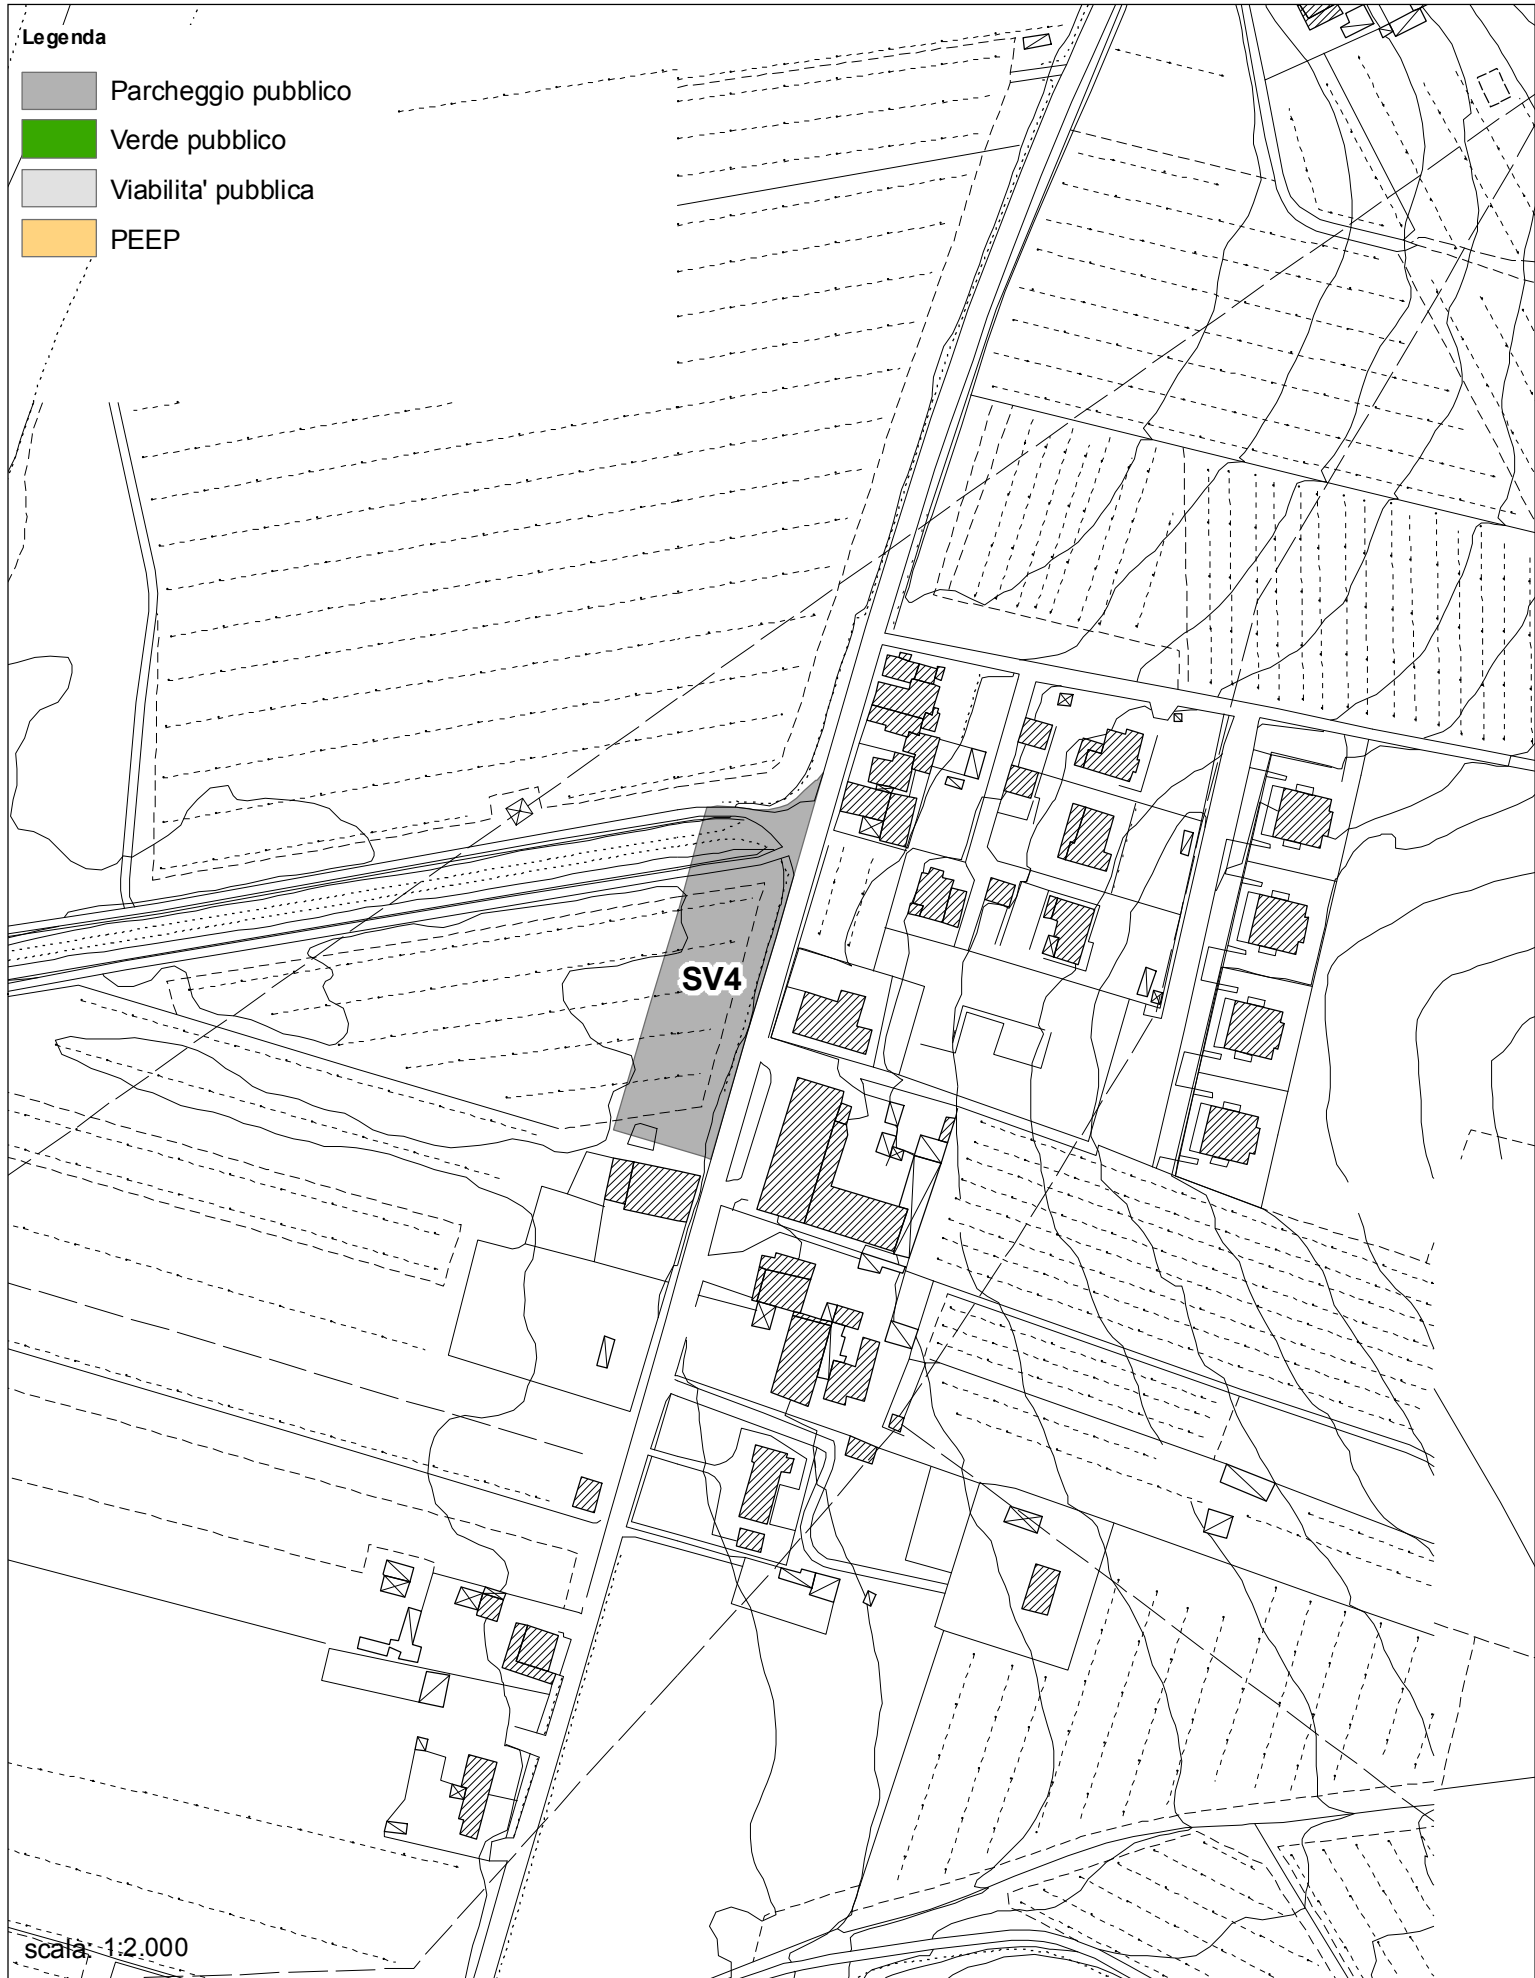 Legenda
Parcheggio pubblico
Verde pubblico
Viabilita' pubblica
PEEP
SV4
scala: 1:2.000